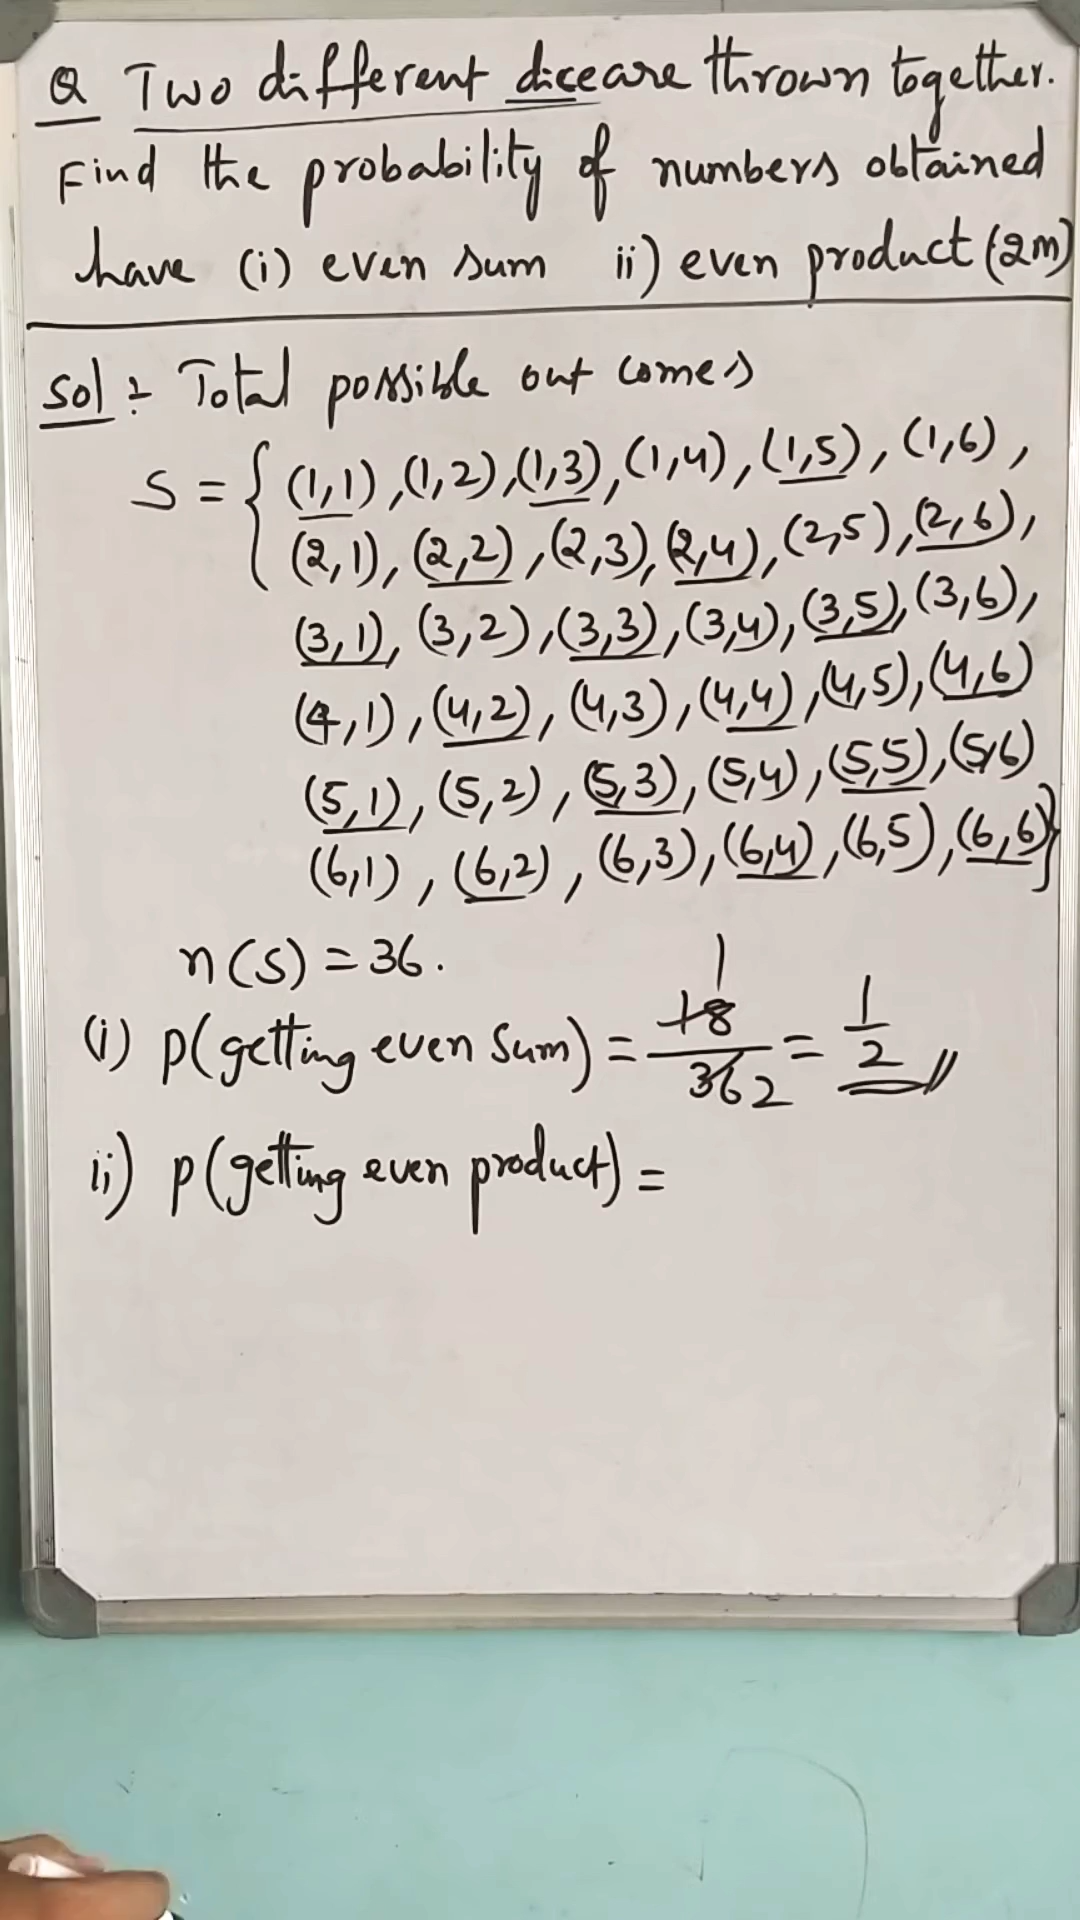 Q Two different dice are thrown together.
Find the probability of numbers obtained
have (i) even sum ii) even product (2m)
Sol :- Total possible out comes
S = { (1,1), (1,2), (1,3), (1,4), (1,5), (1,6),
(2,1), (2,2), (2,3), (2,4), (2,5), (2,6),
(3,1), (3,2), (3,3), (3,4), (3,5), (3,6),
(4,1), (4,2), (4,3), (4,4), (4,5), (4,6)
(5,1), (5,2), (5,3), (5,4), (5,5), (5,6)
(6,1), (6,2), (6,3), (6,4), (6,5), (6,6) }
n(S) = 36.
(i) P(getting even sum) = 18/36 1 2 = 1/2 //
ii) P(getting even product) =